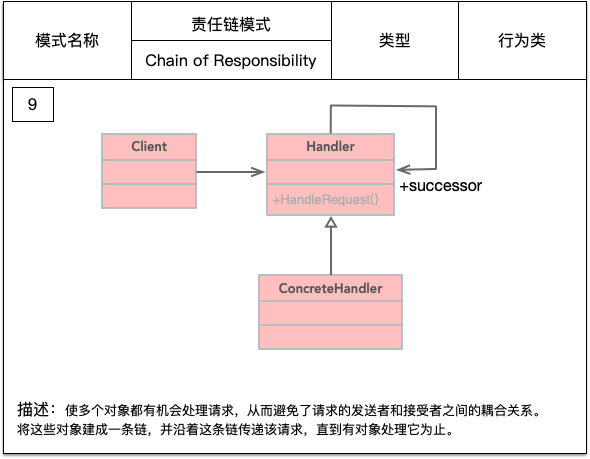 模式名称
责任链模式
Chain of Responsibility
类型
行为类
9
Client
Handler
+HandleRequest()
+successor
ConcreteHandler
描述：使多个对象都有机会处理请求，从而避免了请求的发送者和接受者之间的耦合关系。
将这些对象建成一条链，并沿着这条链传递该请求，直到有对象处理它为止。